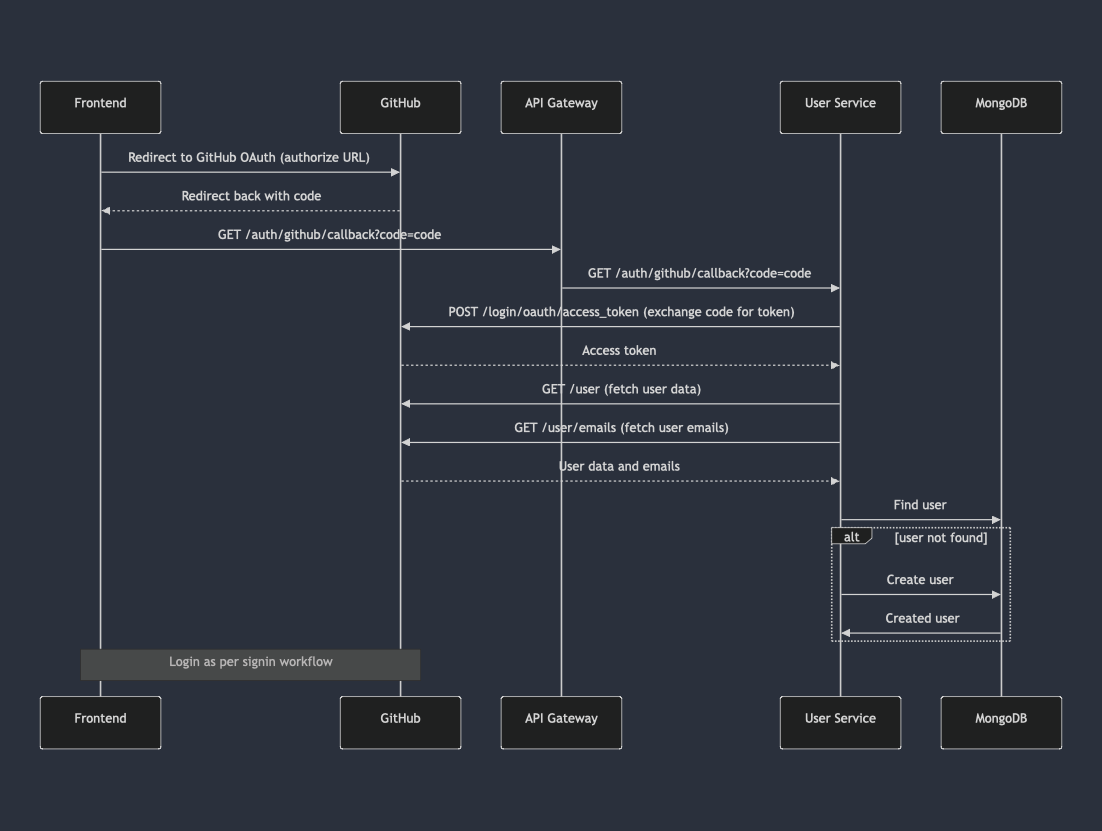 Frontend
GitHub
API Gateway
User Service
MongoDB
Redirect to GitHub OAuth (authorize URL)
Redirect back with code
GET /auth/github/callback?code=code
GET /auth/github/callback?code=code
POST /login/oauth/access_token (exchange code for token)
Access token
GET /user (fetch user data)
GET /user/emails (fetch user emails)
User data and emails
Find user
alt
[user not found]
Create user
Created user
Login as per signin workflow
Frontend
GitHub
API Gateway
User Service
MongoDB